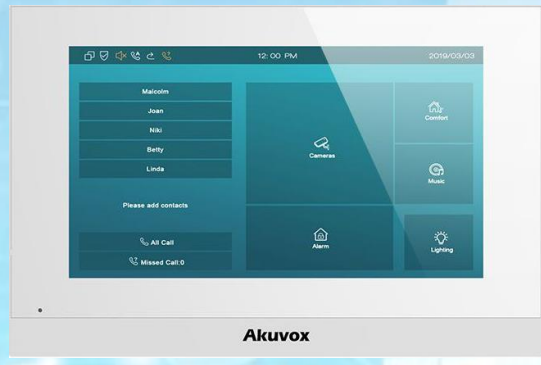 12:00 PM 2019/03/03
Malcolm
Joan
Niki
Betty
Linda
Please add contacts
All Call
Missed Call:0
Cameras
Comfort
Music
Alarm
Lighting
Akuvox